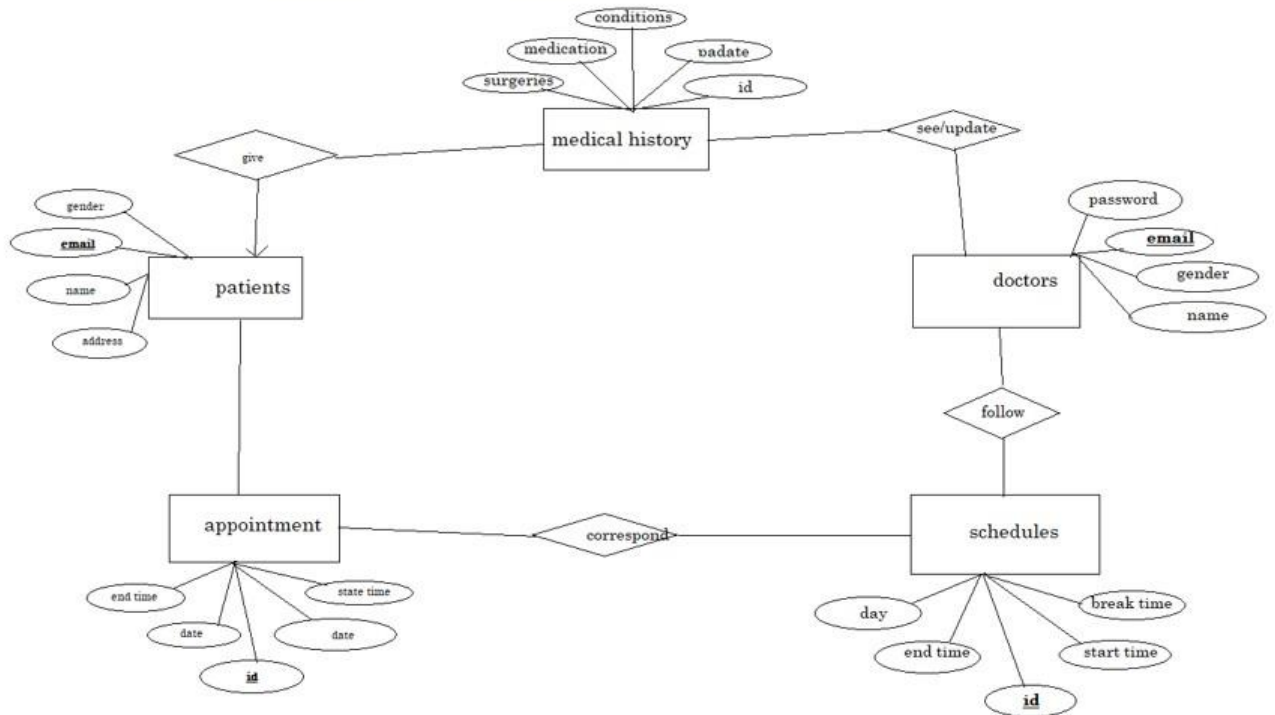 conditions
medication
padate
surgeries
id
medical history
see/update
give
gender
email
name
address
patients
password
email
gender
name
doctors
follow
appointment
correspond
schedules
end time
state time
date
date
id
day
break time
end time
start time
id